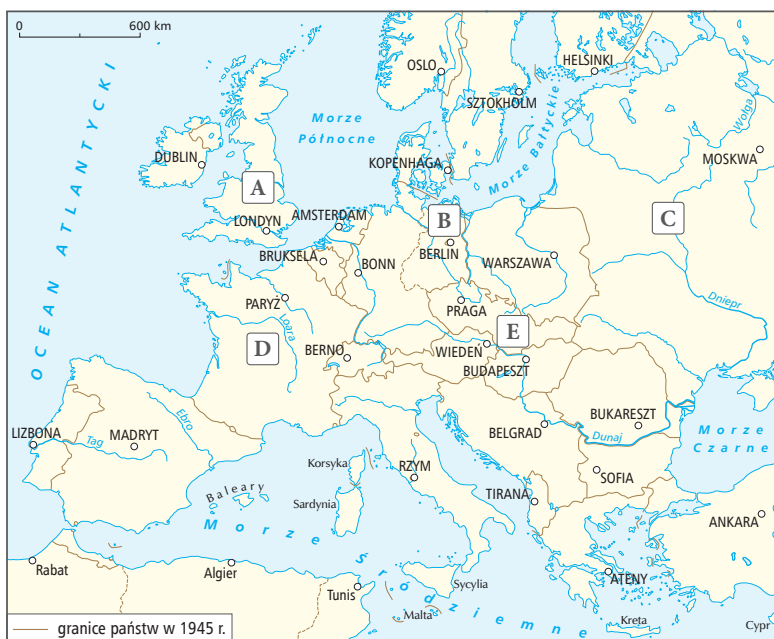 0 600 km
OSLO
HELSINKI
SZTOKHOLM
Wołga
Morze
Północne
MOSKWA
DUBLIN
KOPENHAGA
Morze Bałtyckie
OCEAN ATLANTYCKI
A
B
C
LONDYN
AMSTERDAM
BERLIN
BRUKSELA
BONN
WARSZAWA
PARYŻ
PRAGA
Dniepr
Loara
D
E
BERNO
WIEDEŃ
BUDAPESZT
LIZBONA
Tag
MADRYT
Ebro
BELGRAD
BUKARESZT
Dunaj
Morze
Czarne
Korsyka
RZYM
SOFIA
Baleary
Sardynia
TIRANA
ANKARA
Morze Śródziemne
Rabat
Algier
Tunis
Sycylia
Malta
ATENY
Kreta
Cypr
granice państw w 1945 r.